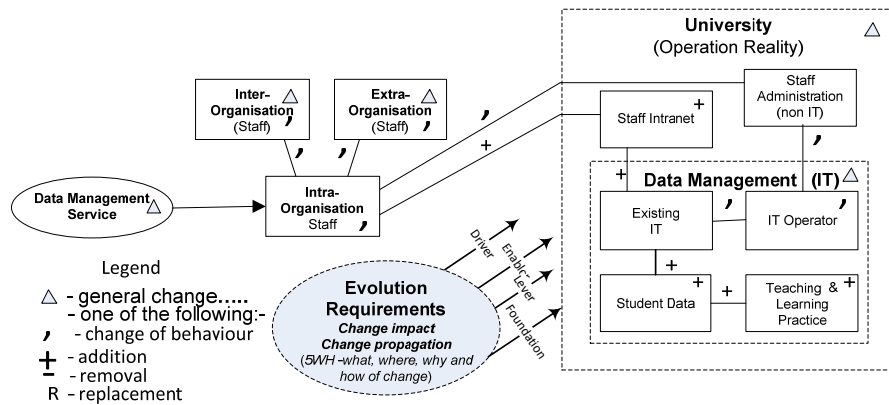 University
(Operation Reality)
Inter-
Organisation
(Staff)
,
Extra-
Organisation
(Staff)
,
,
,
,
+
Staff Intranet
+
Staff
Administration
(non IT)
,
Data Management
Service
Intra-
Organisation
Staff
,
+
Data Management (IT)
Existing
IT
,
IT Operator
,
+
Student Data
+
+
Teaching &
Learning
Practice
+
Driver
Enabler-
Lever
Foundation
Evolution
Requirements
Change impact
Change propagation
(5WH -what, where, why and
how of change)
Legend
- general change.....
- one of the following:-
, - change of behaviour
+ - addition
- - removal
R - replacement